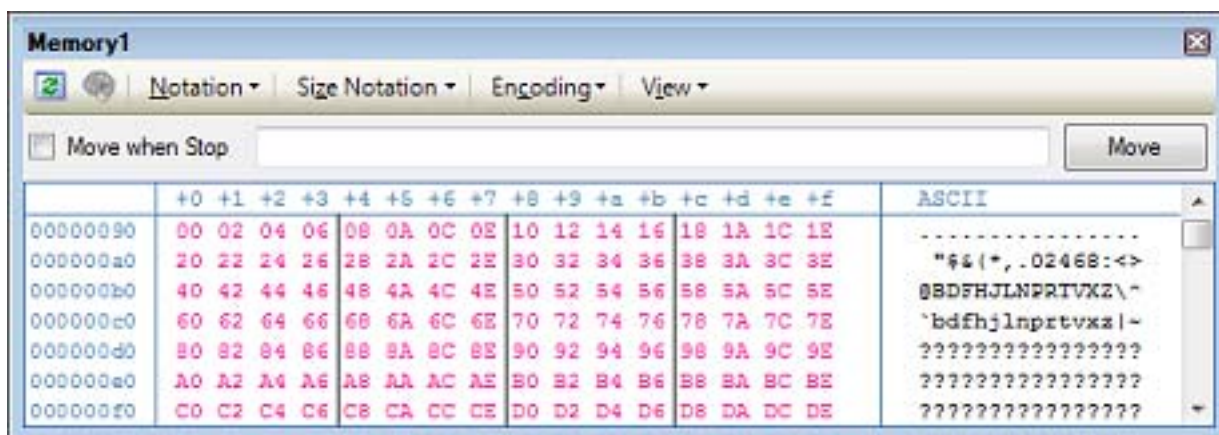 Memory1
Notation Size Notation Encoding View
Move when Stop Move
+0 +1 +2 +3 +4 +5 +6 +7 +8 +9 +a +b +c +d +e +f ASCII
00000090 00 02 04 06 08 0A 0C 0E 10 12 14 16 18 1A 1C 1E ................
000000a0 20 22 24 26 28 2A 2C 2E 30 32 34 36 38 3A 3C 3E "$&(*,.02468:<>
000000b0 40 42 44 46 48 4A 4C 4E 50 52 54 56 58 5A 5C 5E @BDFHJLNPRTVXZ\^
000000c0 60 62 64 66 68 6A 6C 6E 70 72 74 76 78 7A 7C 7E `bdfhjlnprtvxz|~
000000d0 80 82 84 86 88 8A 8C 8E 90 92 94 96 98 9A 9C 9E ????????????????
000000e0 A0 A2 A4 A6 A8 AA AC AE B0 B2 B4 B6 B8 BA BC BE ????????????????
000000f0 C0 C2 C4 C6 C8 CA CC CE D0 D2 D4 D6 D8 DA DC DE ????????????????